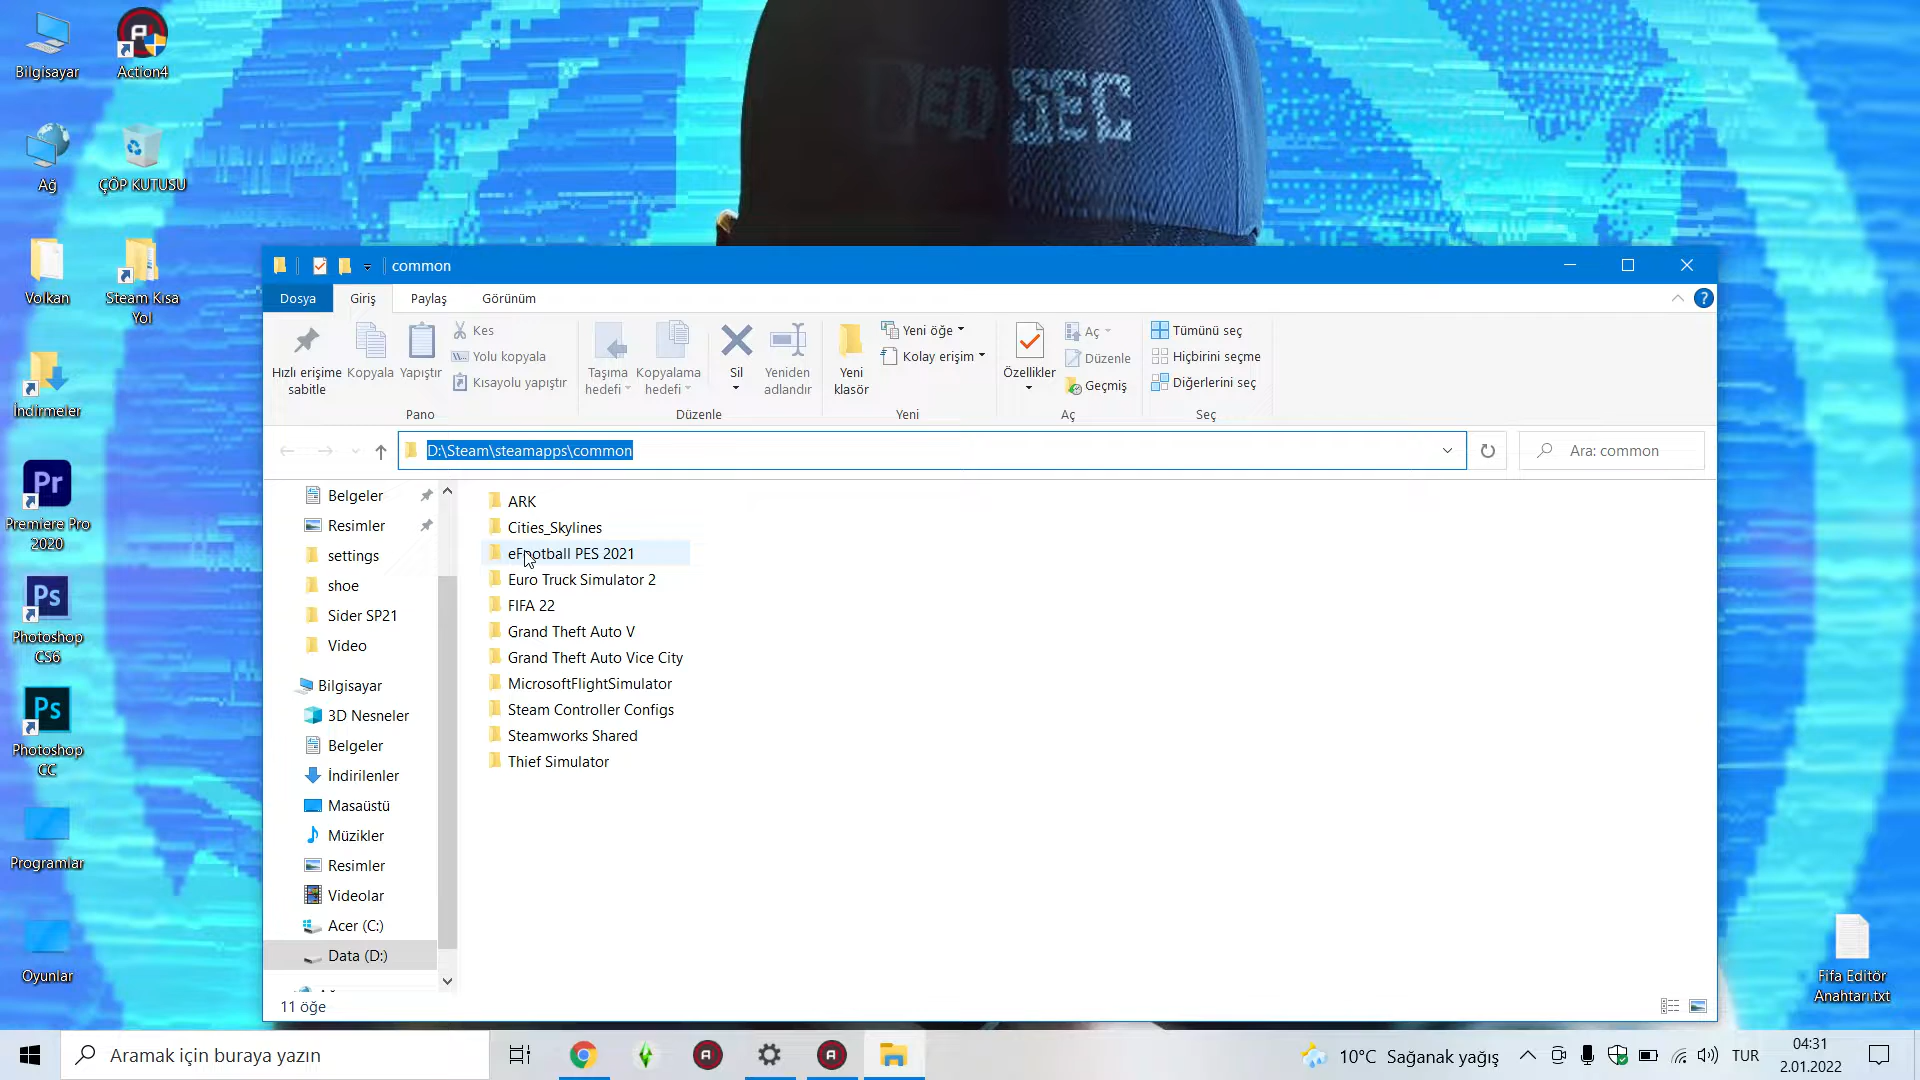 DED SEC
Bilgisayar
Action4
Ağ
ÇÖP KUTUSU
Volkan
Steam Kısa
Yol
İndirmeler
Premiere Pro
2020
Photoshop
CS6
Photoshop
CC
Programlar
Oyunlar
Fifa Editör
Anahtarı.txt
common
Dosya
Giriş
Paylaş
Görünüm
Hızlı erişime
sabitle
Kopyala
Yapıştır
Kes
Yolu kopyala
Kısayolu yapıştır
Pano
Taşıma
hedefi
Kopyalama
hedefi
Sil
Yeniden
adlandır
Düzenle
Yeni
klasör
Yeni öğe
Kolay erişim
Yeni
Özellikler
Aç
Düzenle
Geçmiş
Aç
Tümünü seç
Hiçbirini seçme
Diğerlerini seç
Seç
D:\Steam\steamapps\common
Ara: common
Belgeler
Resimler
settings
shoe
Sider SP21
Video
Bilgisayar
3D Nesneler
Belgeler
İndirilenler
Masaüstü
Müzikler
Resimler
Videolar
Acer (C:)
Data (D:)
ARK
Cities_Skylines
eFootball PES 2021
Euro Truck Simulator 2
FIFA 22
Grand Theft Auto V
Grand Theft Auto Vice City
MicrosoftFlightSimulator
Steam Controller Configs
Steamworks Shared
Thief Simulator
11 öğe
Aramak için buraya yazın
10°C Sağanak yağış
TUR
04:31
2.01.2022